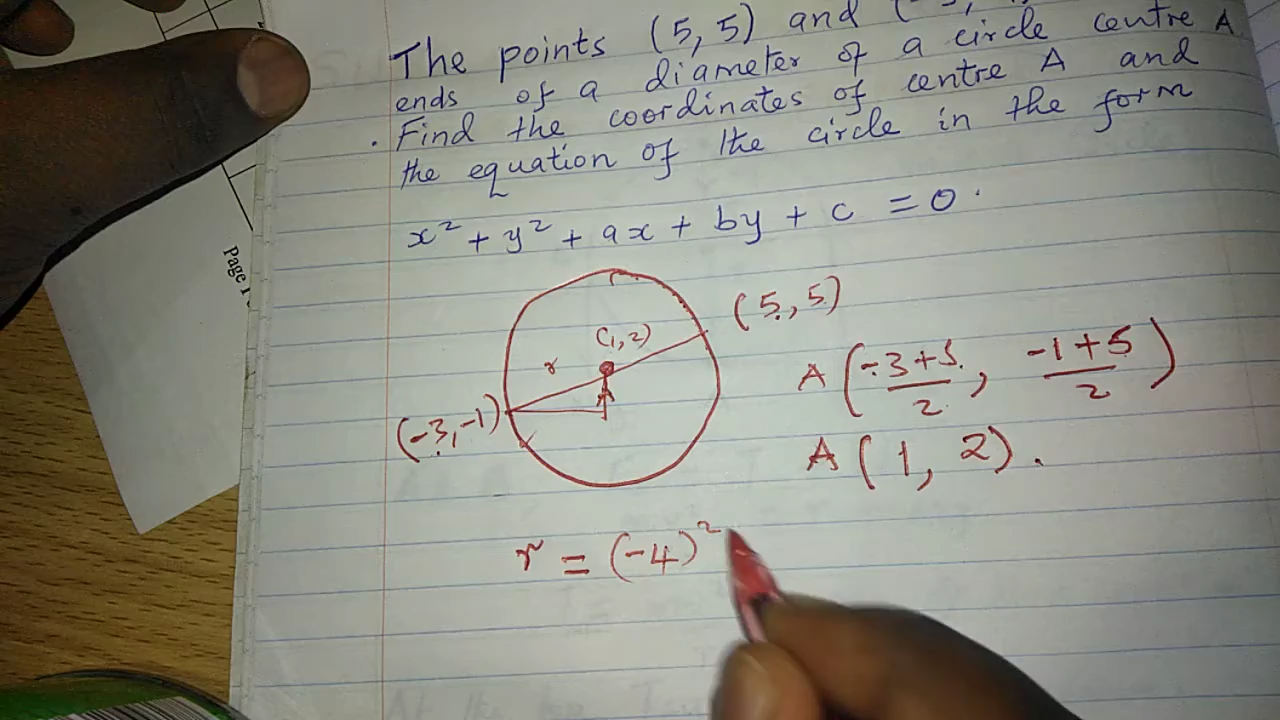 The points (5, 5) and
ends of a diameter of a circle centre A
. Find the coordinates of centre A and
the equation of the circle in the form
x² + y² + ax + by + c = 0 .
(5, 5)
(1, 2)
r
(-3, -1)
A (-3+5/2, -1+5/2)
A (1, 2).
r = (-4)²
Page 1